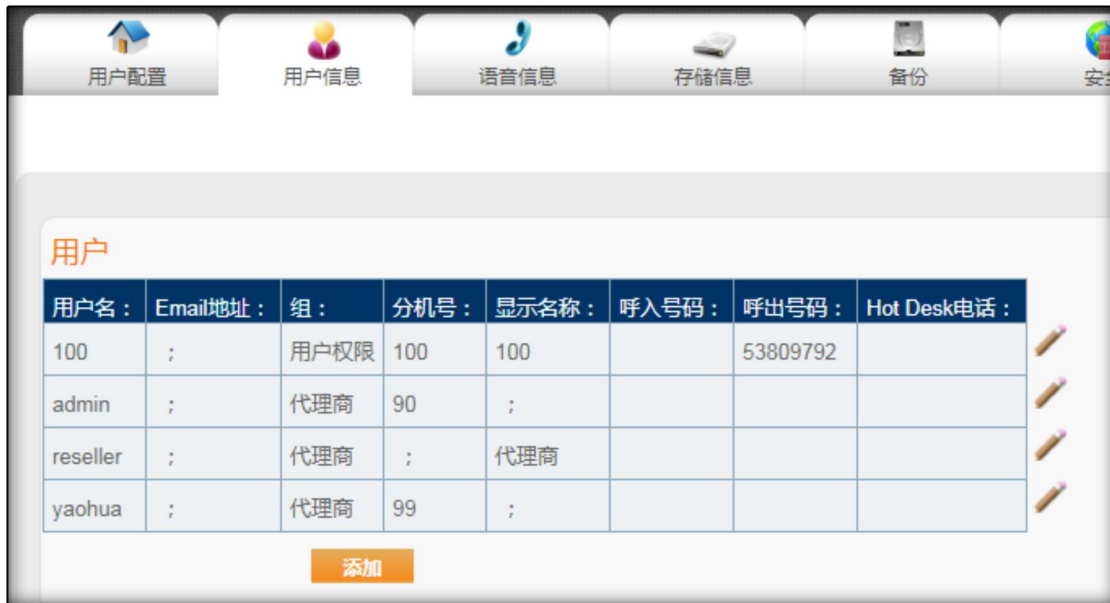 用户配置 用户信息 语音信息 存储信息 备份
用户
用户名： Email地址： 组： 分机号： 显示名称： 呼入号码： 呼出号码： Hot Desk电话：
100 ; 用户权限 100 100 53809792
admin ; 代理商 90 ;
reseller ; 代理商 ; 代理商
yaohua ; 代理商 99 ;
添加